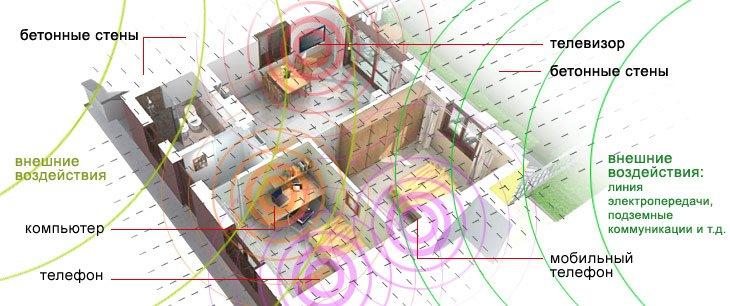 бетонные стены
телевизор
бетонные стены
внешние
воздействия
внешние
воздействия:
линия
электропередачи,
подземные
коммуникации и т.д.
компьютер
мобильный
телефон
телефон